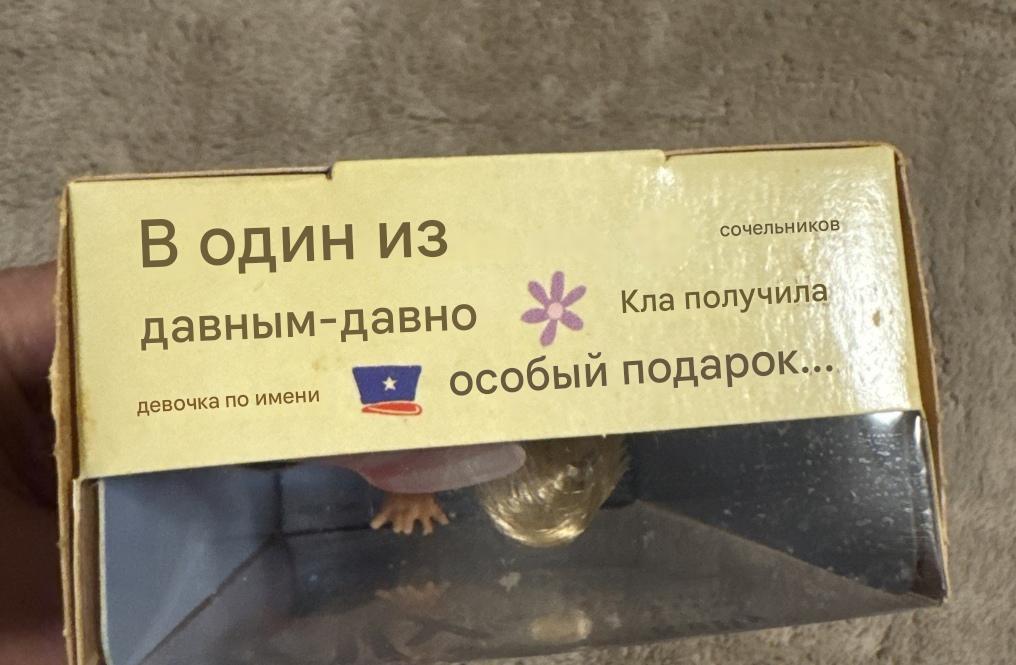 В один из сочельников
давным-давно
девочка по имени
Кла получила
особый подарок...